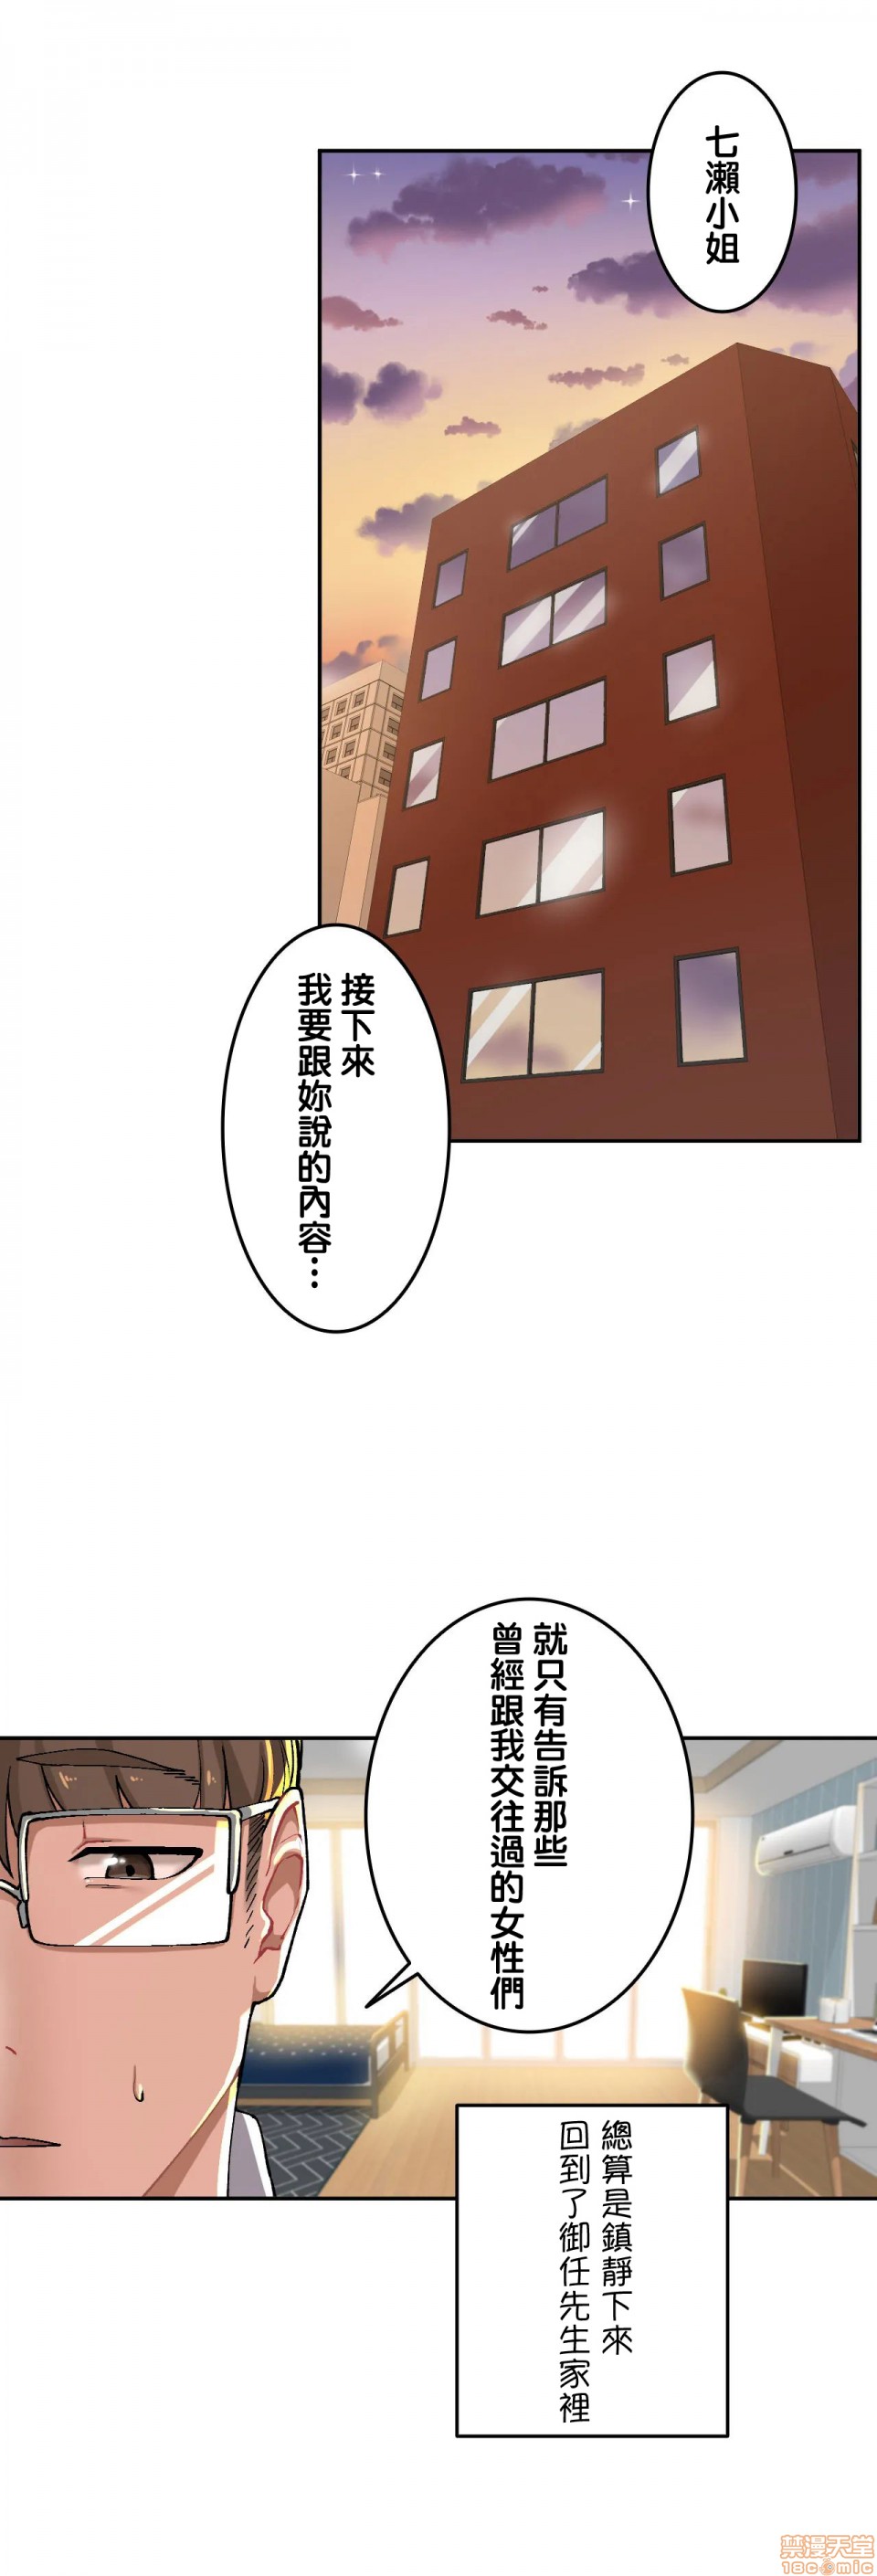 七瀨小姐
接下來
我要跟妳說的內容…
就只有告訴那些
曾經跟我交往過的女性們
總算是鎮靜下來
回到了御任先生家裡
禁漫天堂
18comic